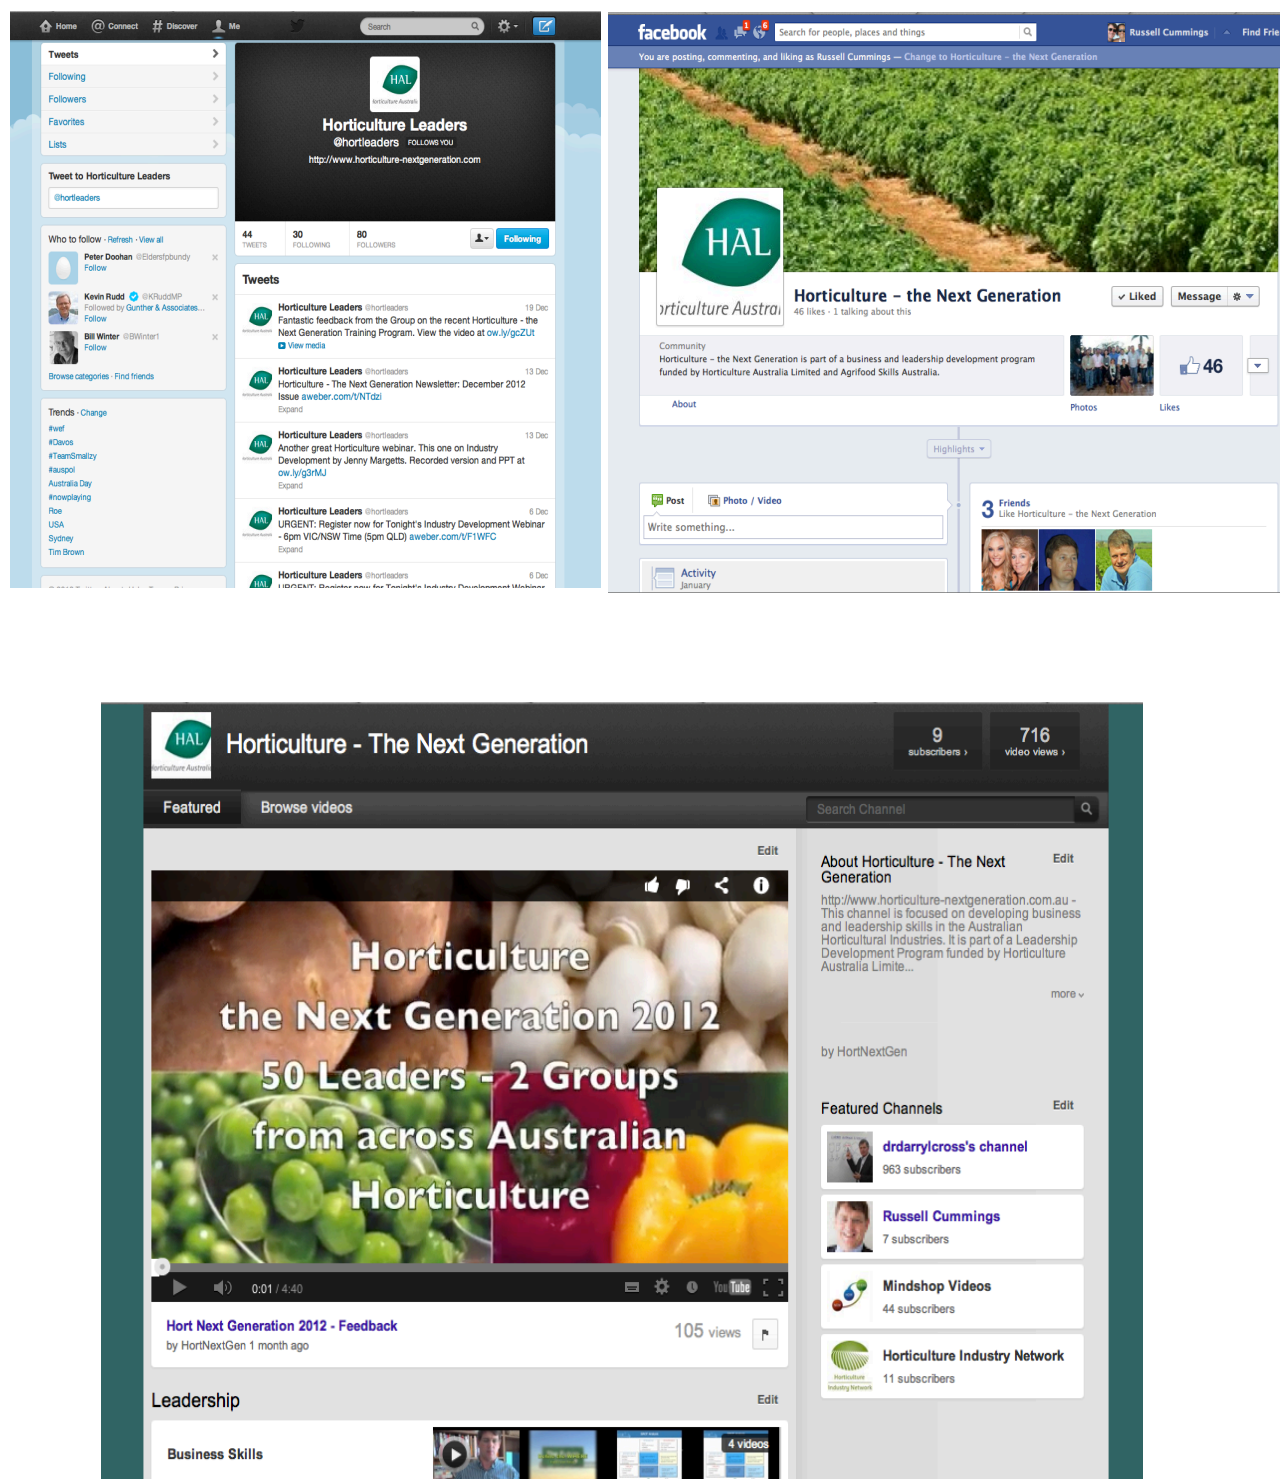 Home
Connect
Discover
Me
Search
Tweets
Following
Followers
Favorites
Lists
Tweet to Horticulture Leaders
@hortleaders
Who to follow · Refresh · View all
Peter Doohan @Eldersfpbundy
Follow
Kevin Rudd @KRuddMP
Followed by Gunther & Associates...
Follow
Bill Winter @BWinter1
Follow
Browse categories · Find friends
Trends · Change
#wef
#Davos
#TeamSmallzy
#auspol
Australia Day
#nowplaying
Roe
USA
Sydney
Tim Brown
HAL
Horticulture Leaders
@hortleaders FOLLOWS YOU
http://www.horticulture-nextgeneration.com
44 TWEETS
30 FOLLOWING
80 FOLLOWERS
Following
Tweets
Horticulture Leaders @hortleaders 19 Dec
Fantastic feedback from the Group on the recent Horticulture - the
Next Generation Training Program. View the video at ow.ly/gcZUt
View media
Horticulture Leaders @hortleaders 13 Dec
Horticulture - The Next Generation Newsletter: December 2012
Issue aweber.com/t/NTdzi
Expand
Horticulture Leaders @hortleaders 13 Dec
Another great Horticulture webinar. This one on Industry
Development by Jenny Margetts. Recorded version and PPT at
ow.ly/g3rMJ
Expand
Horticulture Leaders @hortleaders 6 Dec
URGENT: Register now for Tonight's Industry Development Webinar
- 6pm VIC/NSW Time (5pm QLD) aweber.com/t/F1WFC
Expand
Horticulture Leaders @hortleaders 6 Dec
URGENT: Register now for Tonight's Industry Development Webinar
facebook
1
6
Search for people, places and things
Russell Cummings
Find Frie
You are posting, commenting, and liking as Russell Cummings — Change to Horticulture – the Next Generation
HAL
orticulture Austral
Horticulture – the Next Generation
46 likes · 1 talking about this
Liked
Message
Community
Horticulture – the Next Generation is part of a business and leadership development program
funded by Horticulture Australia Limited and Agrifood Skills Australia.
About
Photos
46
Likes
Highlights
Post
Photo / Video
Write something...
Activity
January
3 Friends
Like Horticulture – the Next Generation
HAL
Horticulture - The Next Generation
9
subscribers ›
716
video views ›
Featured
Browse videos
Search Channel
Edit
Horticulture
the Next Generation 2012
50 Leaders - 2 Groups
from across Australian
Horticulture
0:01 / 4:40
YouTube
Hort Next Generation 2012 - Feedback
by HortNextGen 1 month ago
105 views
Leadership
Edit
Business Skills
4 videos
About Horticulture - The Next
Generation
Edit
http://www.horticulture-nextgeneration.com.au -
This channel is focused on developing business
and leadership skills in the Australian
Horticultural Industries. It is part of a Leadership
Development Program funded by Horticulture
Australia Limite...
more
by HortNextGen
Featured Channels
Edit
drdarrylcross's channel
963 subscribers
Russell Cummings
7 subscribers
Mindshop Videos
44 subscribers
Horticulture
Industry Network
Horticulture Industry Network
11 subscribers